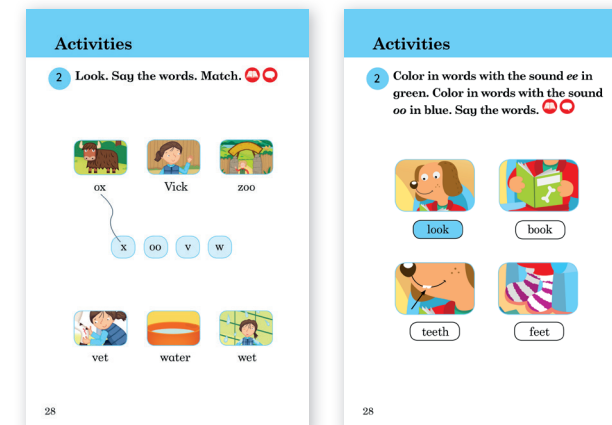 Activities
2 Look. Say the words. Match.
ox Vick zoo
x oo v w
vet water wet
28
Activities
2 Color in words with the sound ee in
green. Color in words with the sound
oo in blue. Say the words.
look book
teeth feet
28